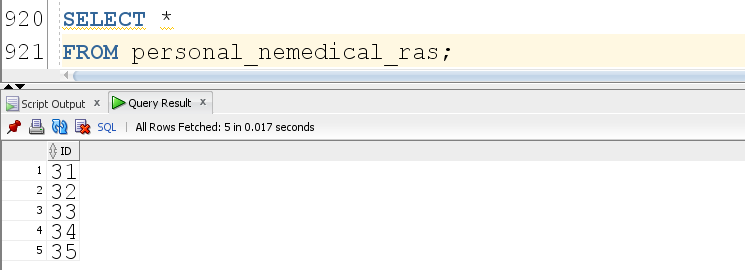 920 SELECT *
921 FROM personal_nemedical_ras;
Script Output x Query Result x
SQL | All Rows Fetched: 5 in 0.017 seconds
ID
1 31
2 32
3 33
4 34
5 35